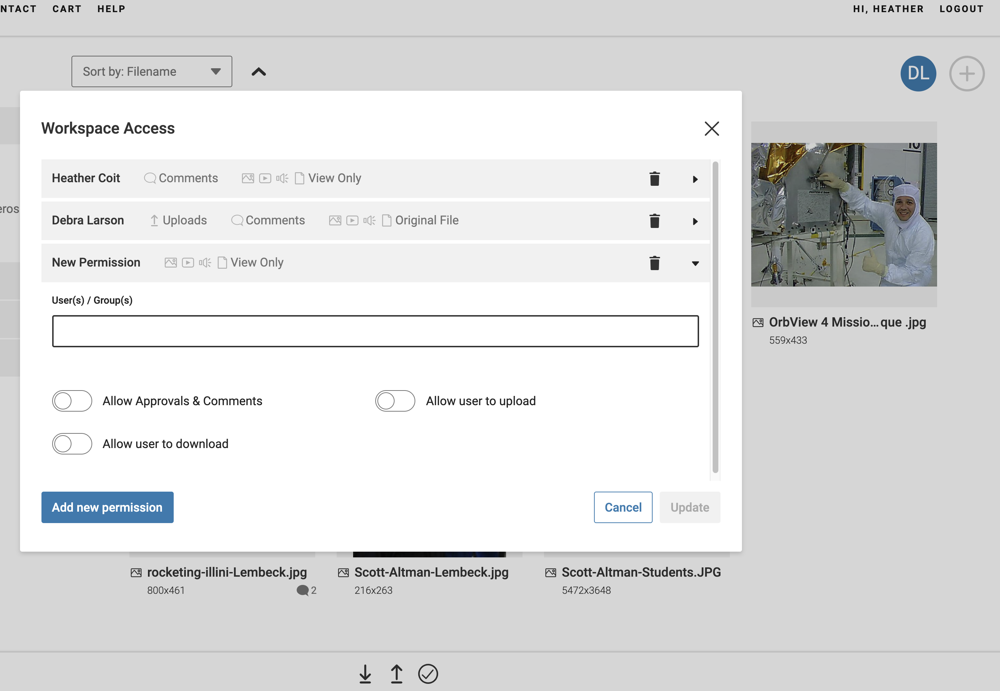 NTACT CART HELP HI, HEATHER LOGOUT
Sort by: Filename
DL
Workspace Access
Heather Coit Comments View Only
eros
Debra Larson Uploads Comments Original File
New Permission View Only
User(s) / Group(s)
Allow Approvals & Comments Allow user to upload
Allow user to download
Add new permission Cancel Update
10
OrbView 4 Missio... que .jpg
559x433
rocketing-illini-Lembeck.jpg Scott-Altman-Lembeck.jpg Scott-Altman-Students.JPG
800x461 2 216x263 5472x3648